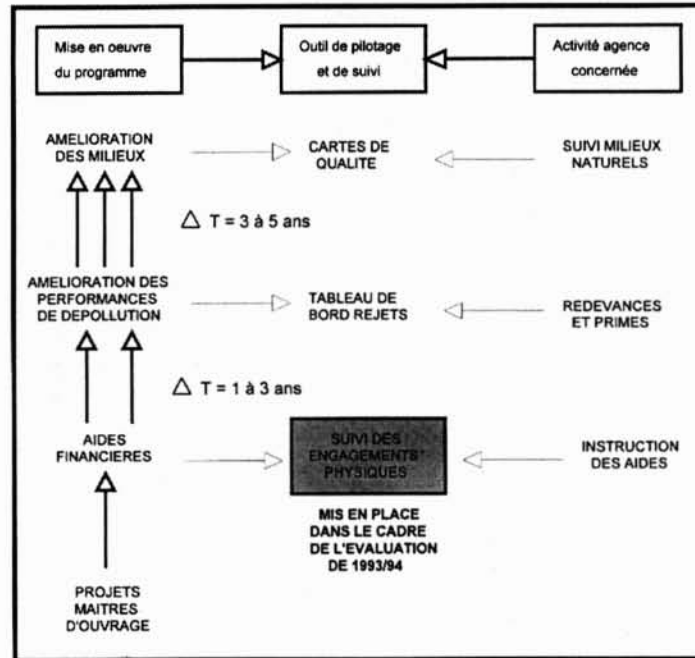 Mise en oeuvre
du programme
Outil de pilotage
et de suivi
Activité agence
concernée
AMELIORATION
DES MILIEUX
CARTES DE
QUALITE
SUIVI MILIEUX
NATURELS
△ T = 3 à 5 ans
AMELIORATION DES
PERFORMANCES
DE DEPOLLUTION
TABLEAU DE
BORD REJETS
REDEVANCES
ET PRIMES
△ T = 1 à 3 ans
AIDES
FINANCIERES
SUIVI DES
ENGAGEMENTS
PHYSIQUES
INSTRUCTION
DES AIDES
MIS EN PLACE
DANS LE CADRE
DE L'EVALUATION
DE 1993/94
PROJETS
MAITRES
D'OUVRAGE